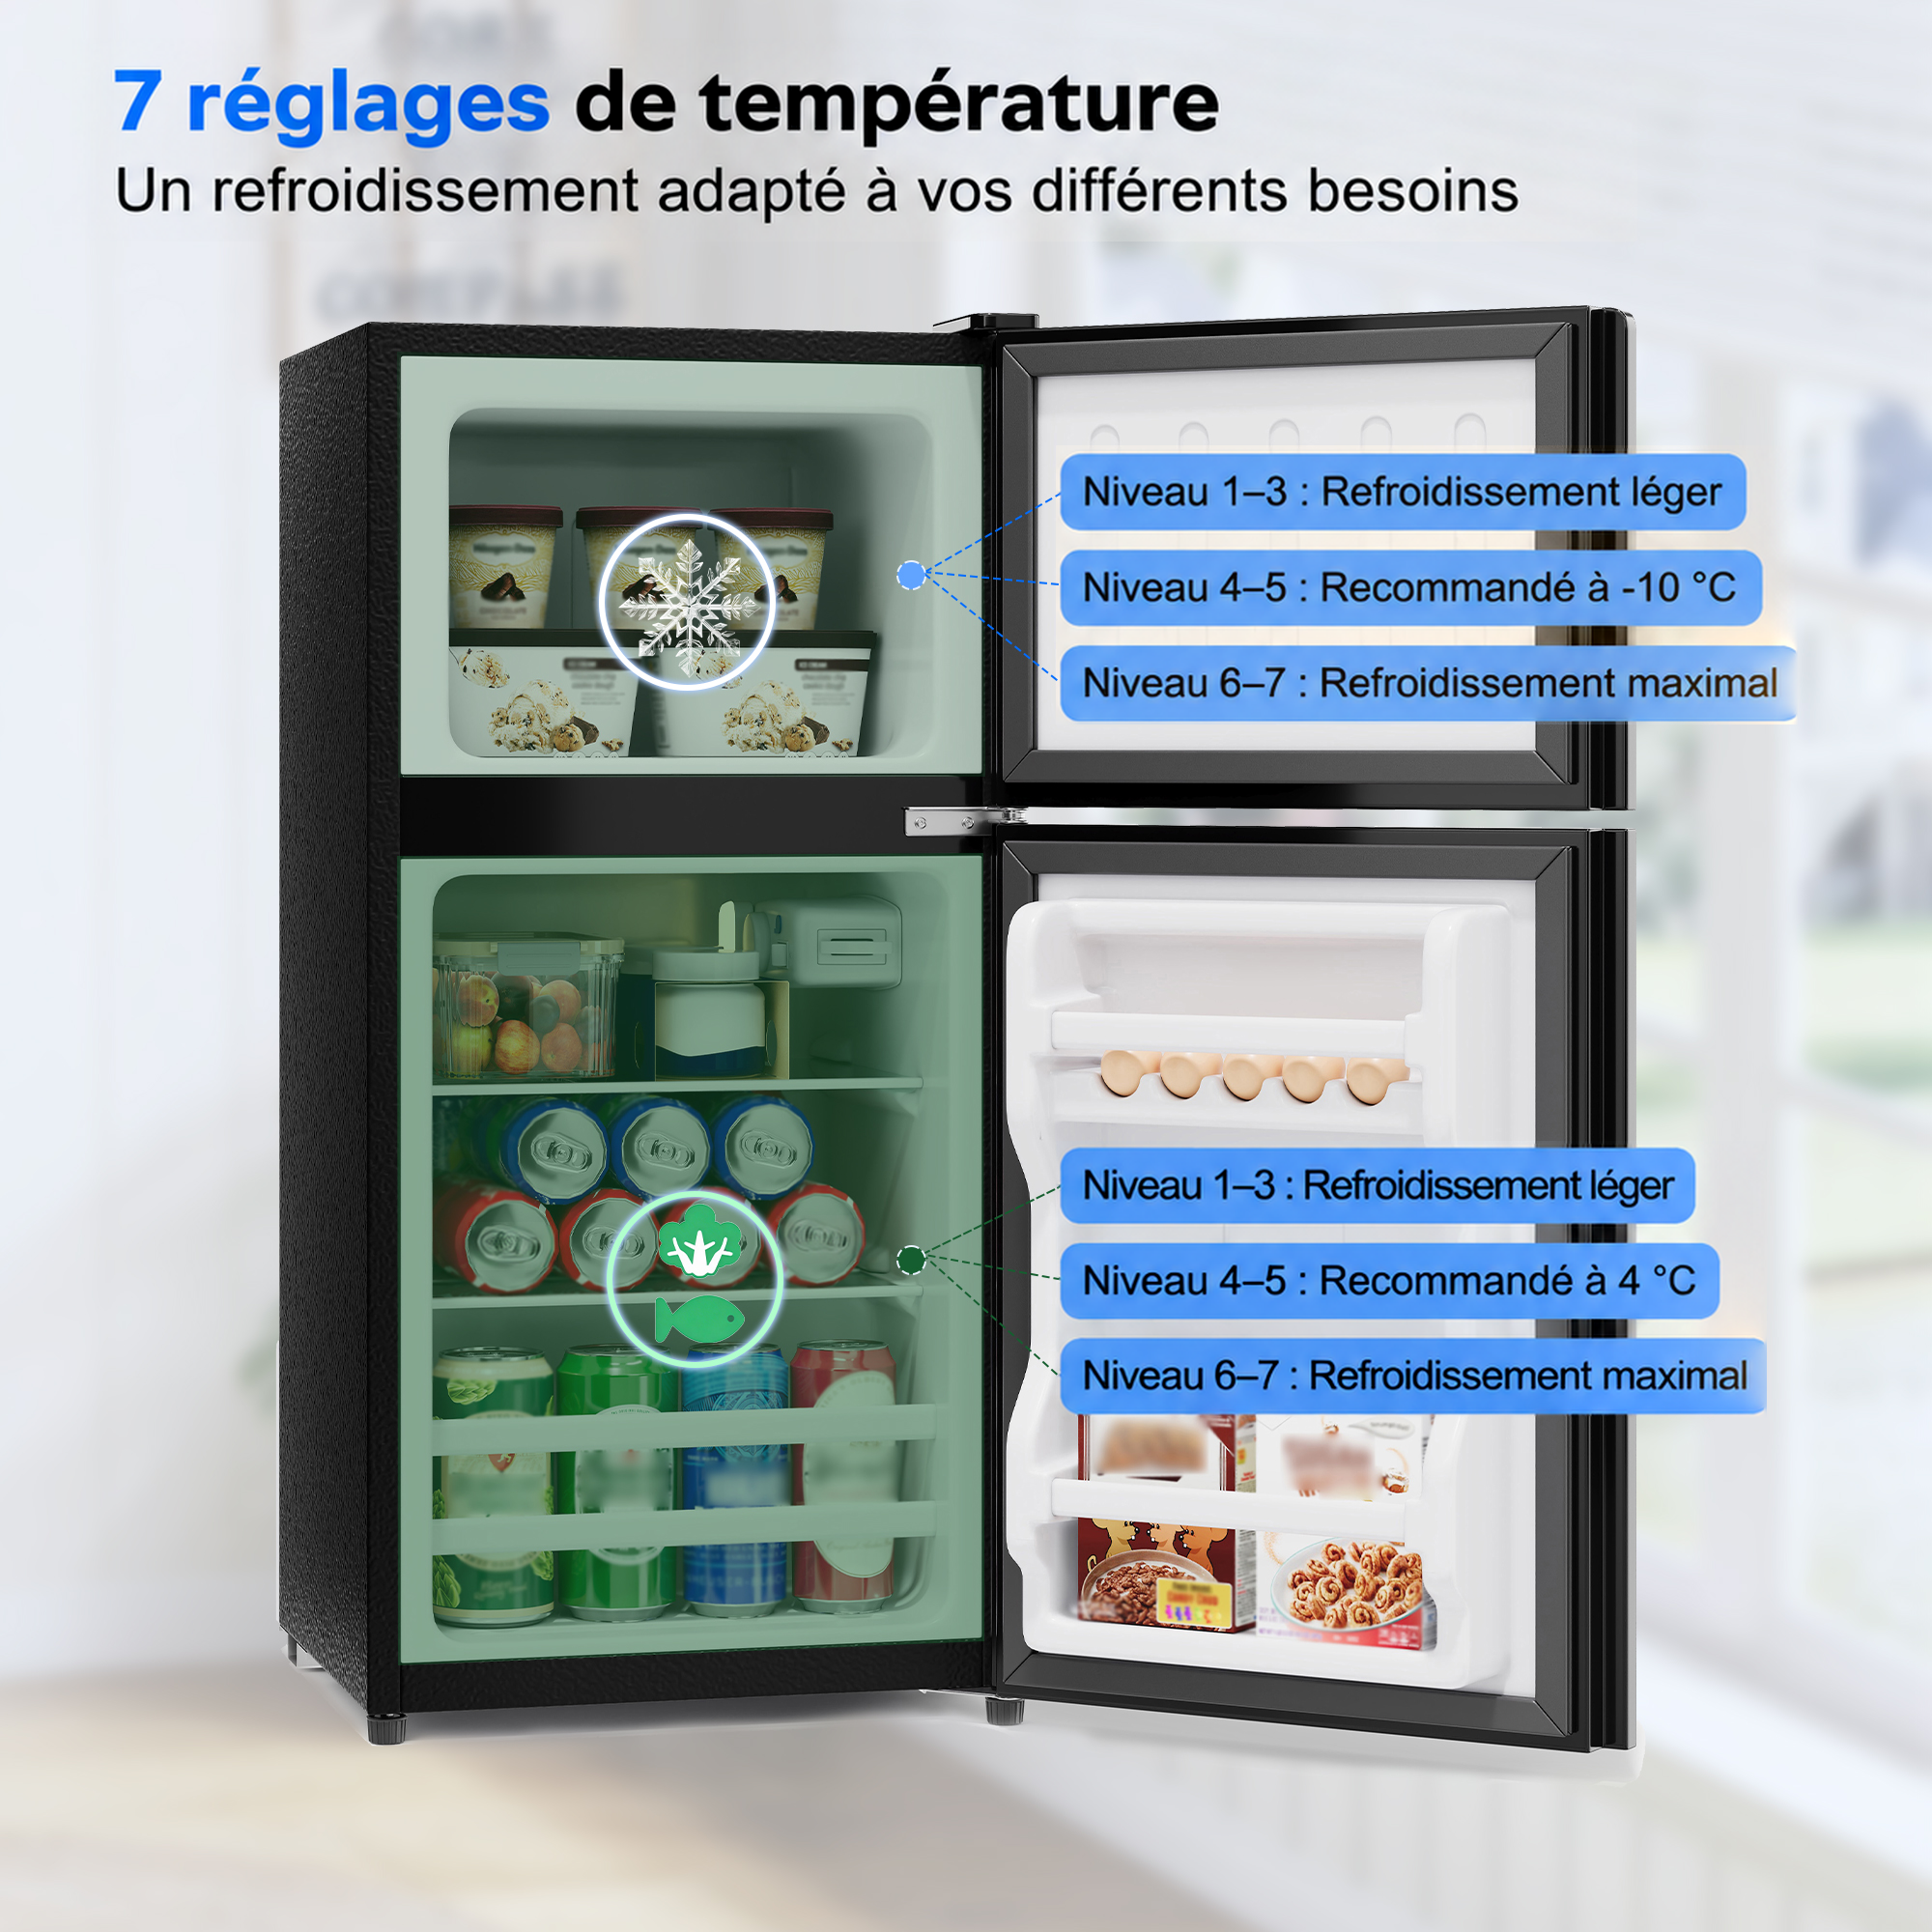 7 réglages de température
Un refroidissement adapté à vos différents besoins
Niveau 1–3 : Refroidissement léger
Niveau 4–5 : Recommandé à -10 °C
Niveau 6–7 : Refroidissement maximal
Niveau 1–3 : Refroidissement léger
Niveau 4–5 : Recommandé à 4 °C
Niveau 6–7 : Refroidissement maximal